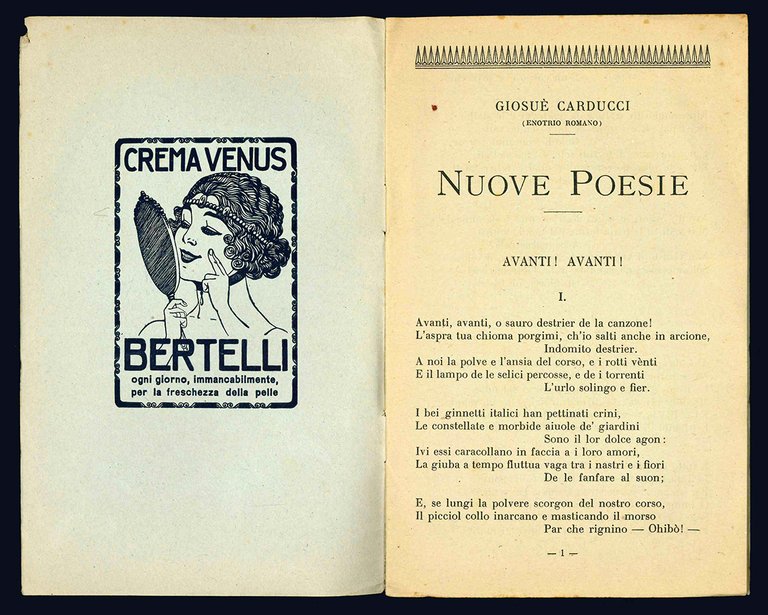 CREMA VENUS
BERTELLI
ogni giorno, immancabilmente,
per la freschezza della pelle
GIOSUÈ CARDUCCI
(ENOTRIO ROMANO)
NUOVE POESIE
AVANTI! AVANTI!
I.
Avanti, avanti, o sauro destrier de la canzone!
L'aspra tua chioma porgimi, ch'io salti anche in arcione,
Indomito destrier.
A noi la polve e l'ansia del corso, e i rotti vènti
E il lampo de le selici percosse, e de i torrenti
L'urlo solingo e fier.
I bei ginnetti italici han pettinati crini,
Le constellate e morbide aiuole de' giardini
Sono il lor dolce agon:
Ivi essi caracollano in faccia a i loro amori,
La giuba a tempo fluttua vaga tra i nastri e i fiori
De le fanfare al suon;
E, se lungi la polvere scorgon del nostro corso,
Il picciol collo inarcano e masticando il morso
Par che rignino — Ohibò! —
— 1 —